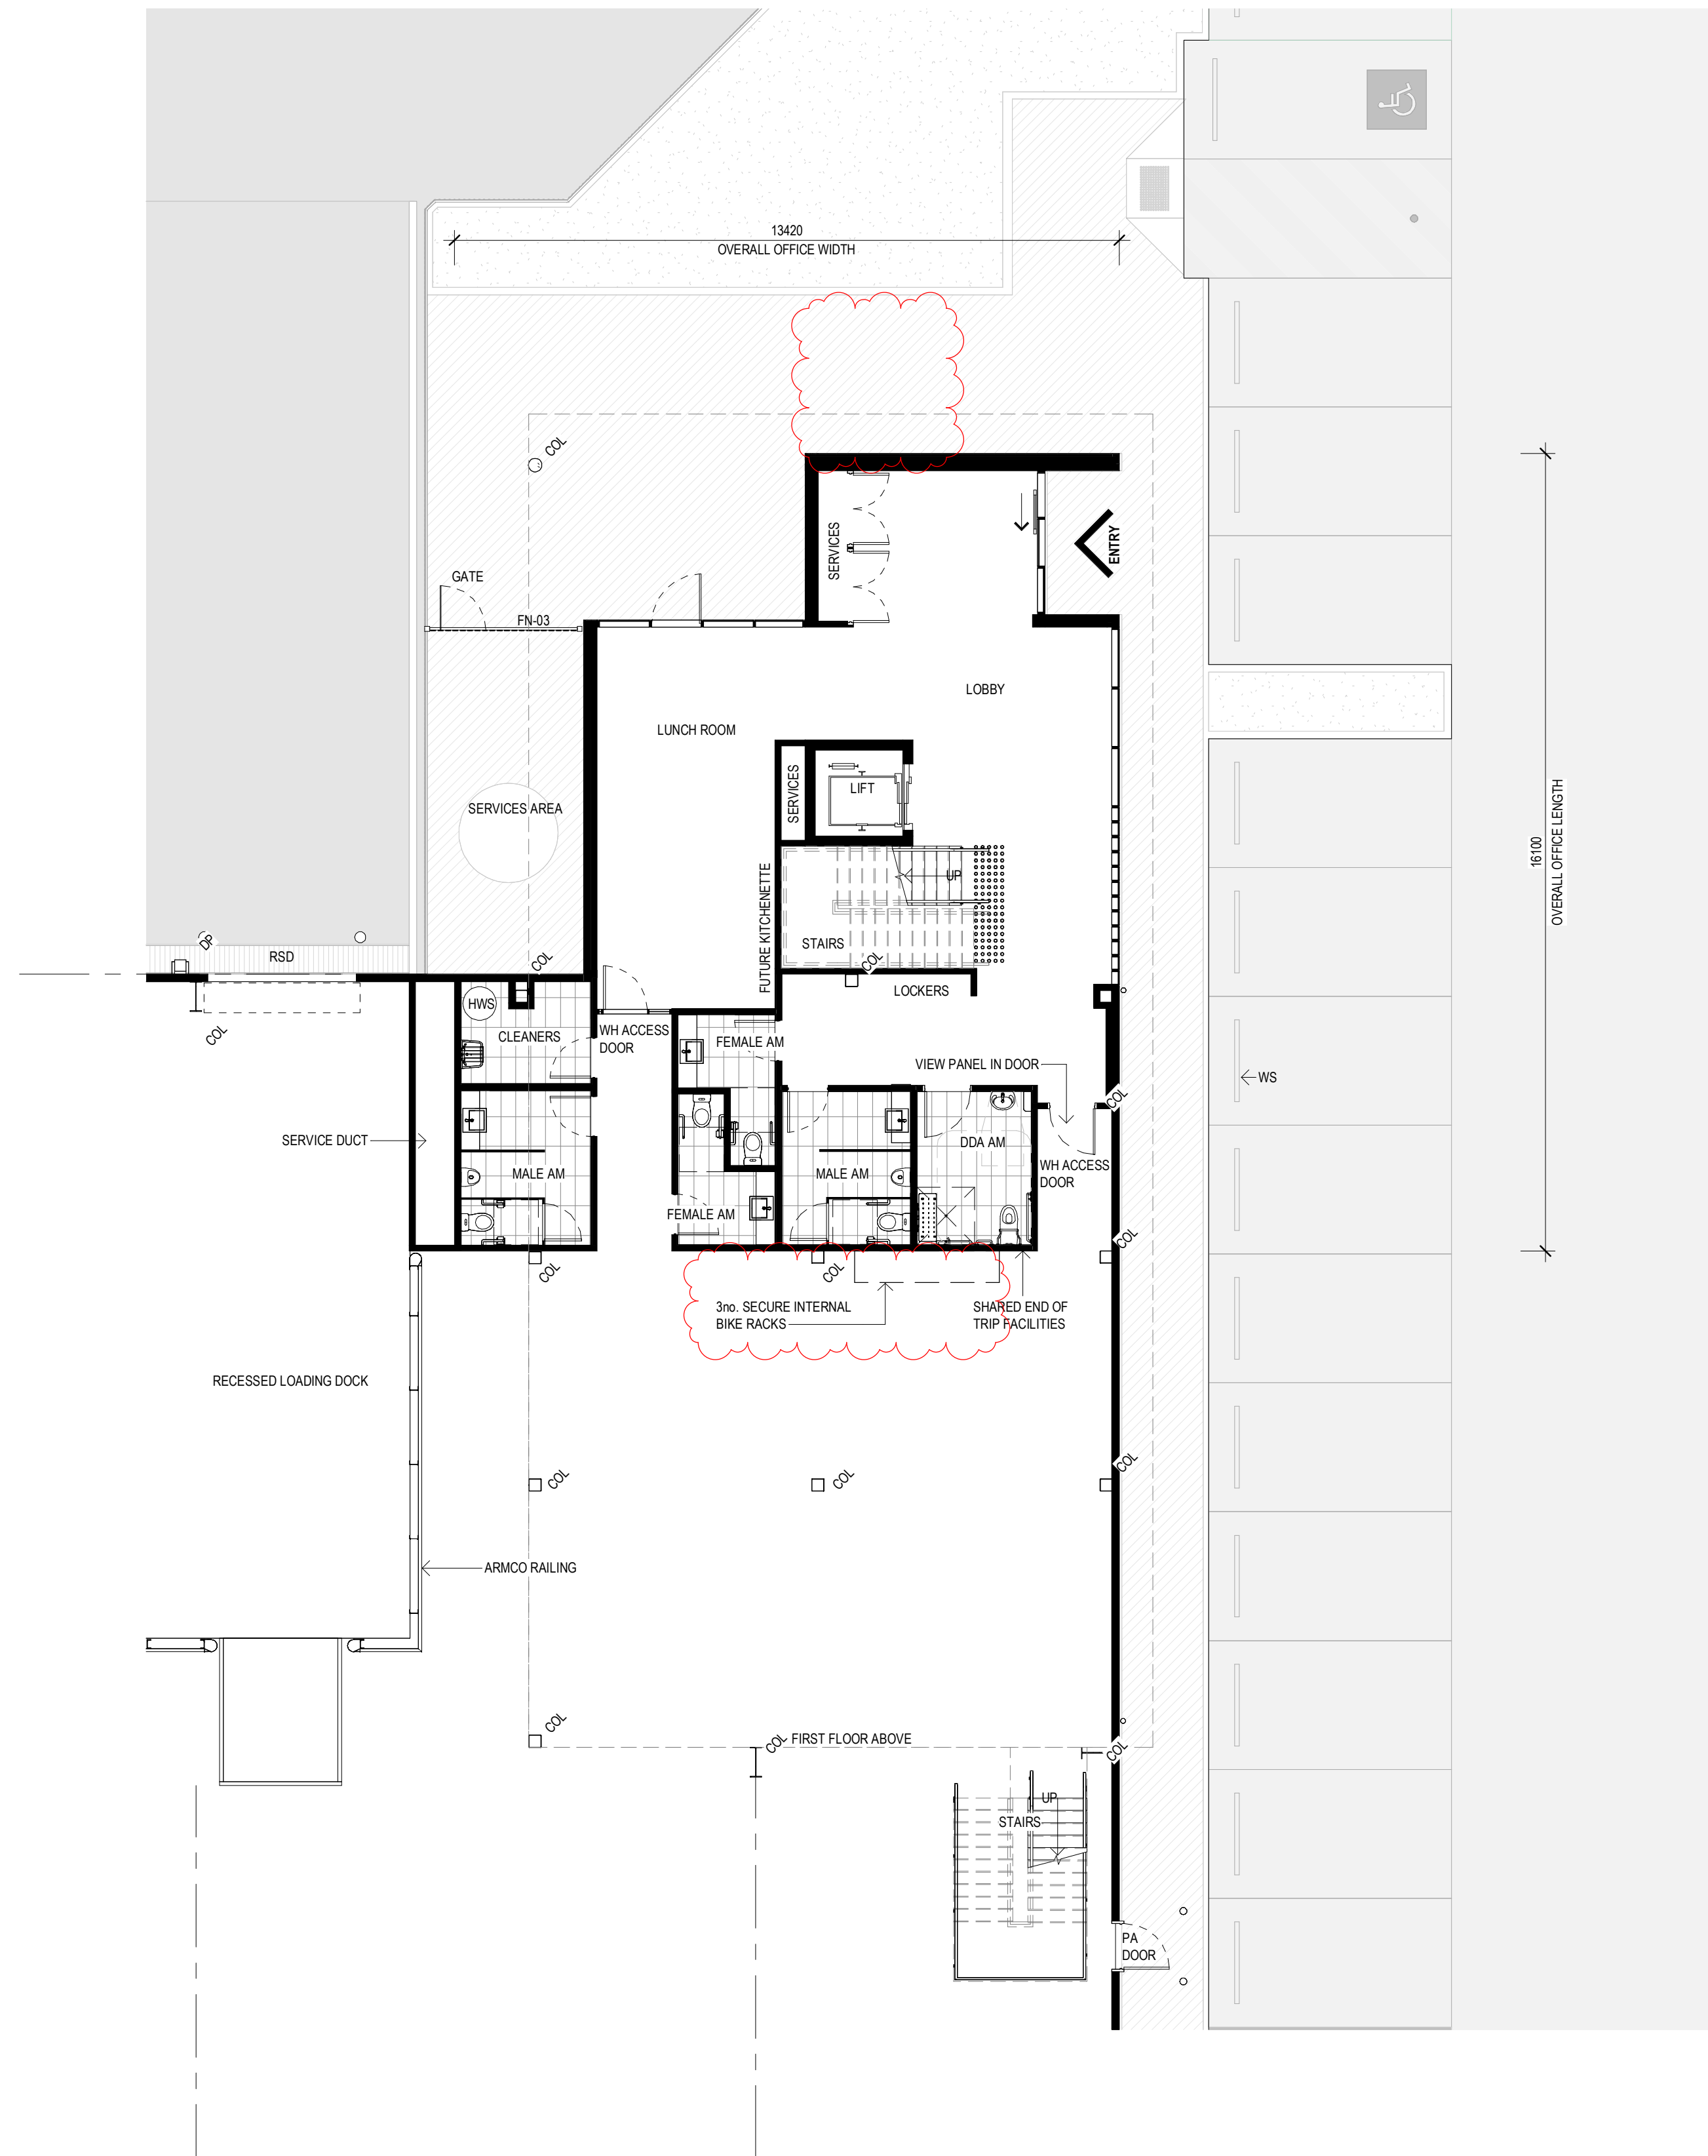 13420
OVERALL OFFICE WIDTH
COL
SERVICES
ENTRY
GATE
FN-03
LOBBY
LUNCH ROOM
SERVICES
LIFT
SERVICES AREA
16100
OVERALL OFFICE LENGTH
UP
FUTURE KITCHENETTE
STAIRS
DP
RSD
COL
COL
LOCKERS
HWS
COL
CLEANERS
WH ACCESS
DOOR
FEMALE AM
VIEW PANEL IN DOOR
WS
COL
SERVICE DUCT
DDA AM
MALE AM
MALE AM
WH ACCESS
DOOR
FEMALE AM
COL
COL
COL
3no. SECURE INTERNAL
BIKE RACKS
SHARED END OF
TRIP FACILITIES
RECESSED LOADING DOCK
COL
COL
COL
ARMCO RAILING
COL
COL
FIRST FLOOR ABOVE
COL
UP
STAIRS
PA
DOOR